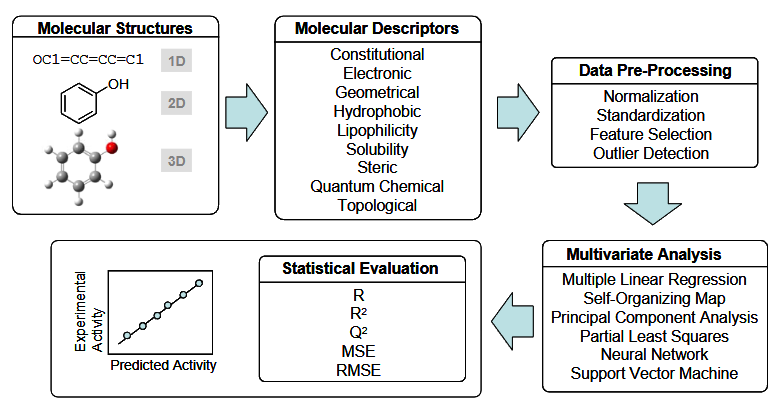 Molecular Structures
OC1=CC=CC=C1
1D
OH
2D
3D
Molecular Descriptors
Constitutional
Electronic
Geometrical
Hydrophobic
Lipophilicity
Solubility
Steric
Quantum Chemical
Topological
Data Pre-Processing
Normalization
Standardization
Feature Selection
Outlier Detection
Multivariate Analysis
Multiple Linear Regression
Self-Organizing Map
Principal Component Analysis
Partial Least Squares
Neural Network
Support Vector Machine
Experimental
Activity
Predicted Activity
Statistical Evaluation
R
R²
Q²
MSE
RMSE